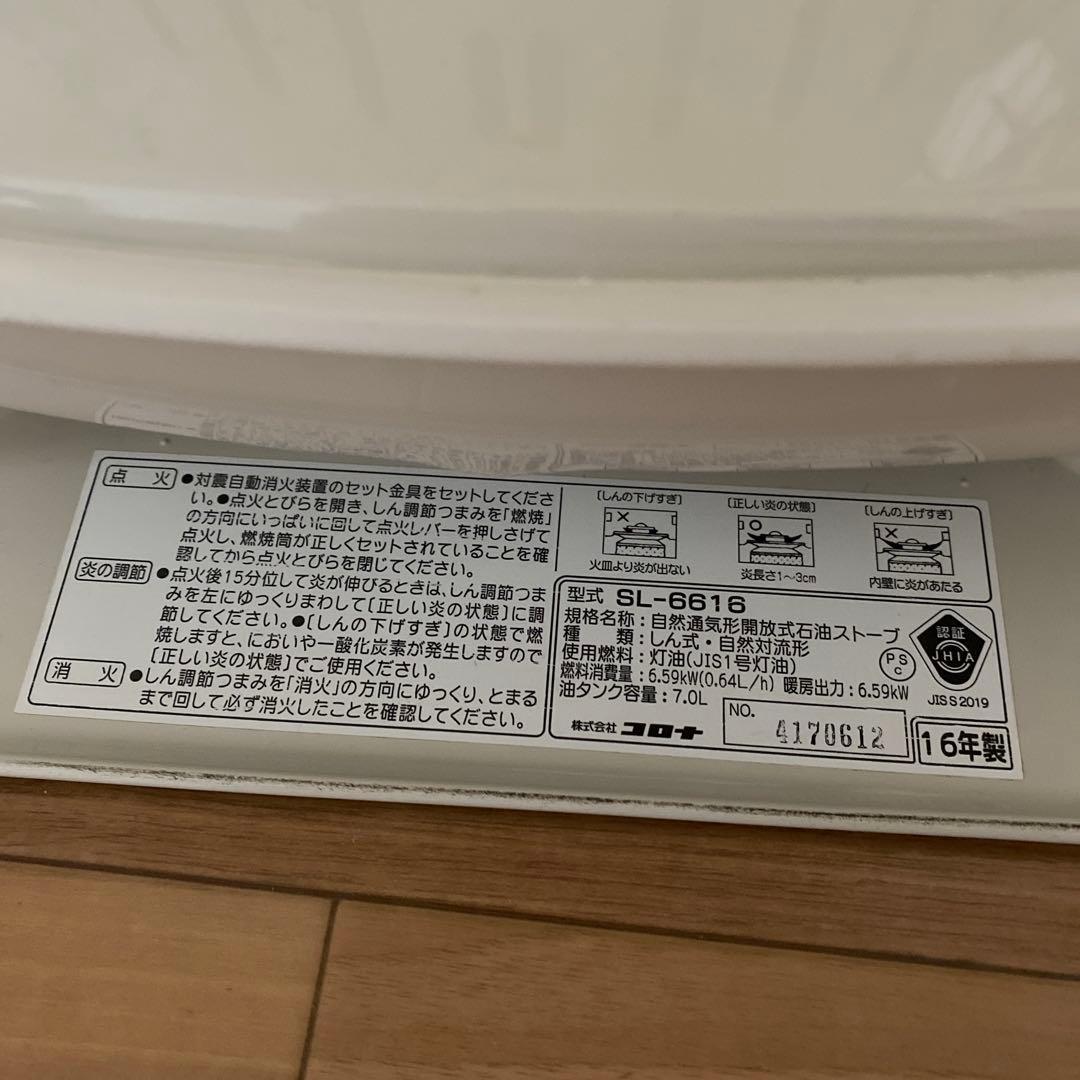 点 火
●対震自動消火装置のセット金具をセットしてくださ
い。●点火とびらを開き、しん調節つまみを「燃焼」
の方向にいっぱいに回して点火レバーを押しさげて
点火し、燃焼筒が正しくセットされていることを確
認してから点火とびらを閉じてください。
炎の調節
●点火後15分位して炎が伸びるときは、しん調節つま
みを左にゆっくりまわして[正しい炎の状態]に調
節してください。●[しんの下げすぎ]の状態で燃
焼しますと、においや一酸化炭素が発生しますので
[正しい炎の状態]でご使用ください。
消 火
●しん調節つまみを「消火」の方向にゆっくり、とまる
まで回して必ず消火したことを確認してください。
[しんの下げすぎ]
火皿より炎が出ない
[正しい炎の状態]
炎長さ1~3cm
[しんの上げすぎ]
内壁に炎があたる
型式 SL-6616
規格名称:自然通気形開放式石油ストーブ
種 類:しん式・自然対流形
使用燃料:灯油(JIS1号灯油)
燃料消費量:6.59kW(0.64L/h) 暖房出力:6.59kW
油タンク容量:7.0L
PS
C
認証
JHIA
JIS S 2019
株式会社 コロナ
NO.
4170612
16年製